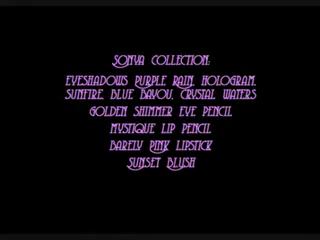 SONYA COLLECTION:
EYESHADOWS PURPLE RAIN, HOLOGRAM,
SUNFIRE, BLUE BAYOU, CRYSTAL WATERS
GOLDEN SHIMMER EYE PENCIL
MYSTIQUE LIP PENCIL
BARELY PINK LIPSTICK
SUNSET BLUSH